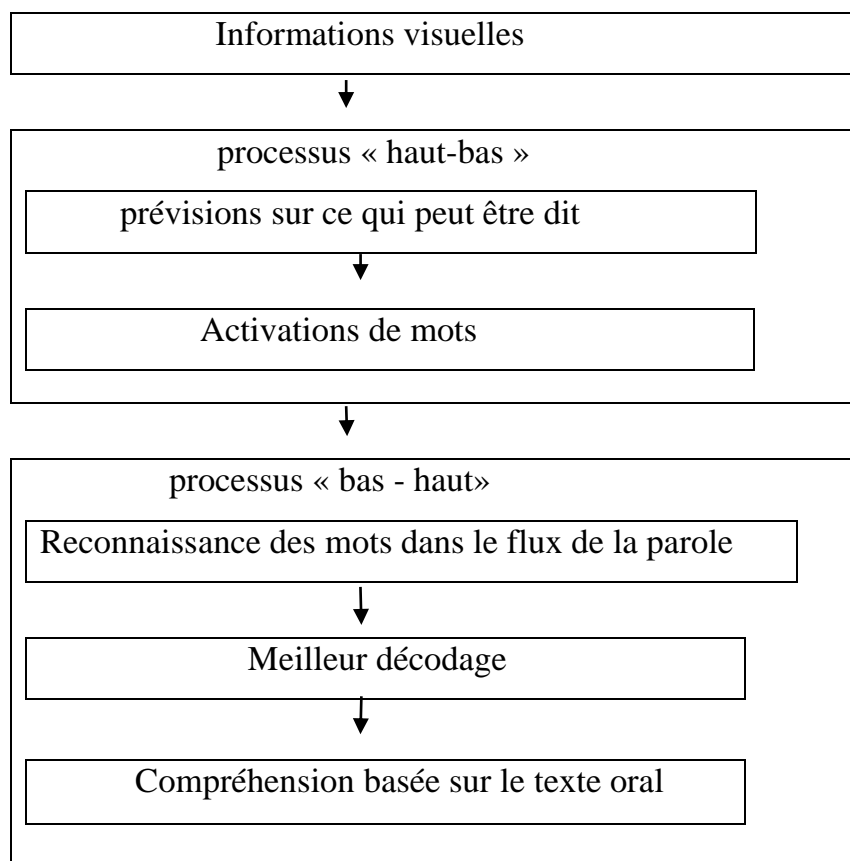 Informations visuelles
processus « haut-bas »
prévisions sur ce qui peut être dit
Activations de mots
processus « bas - haut»
Reconnaissance des mots dans le flux de la parole
Meilleur décodage
Compréhension basée sur le texte oral